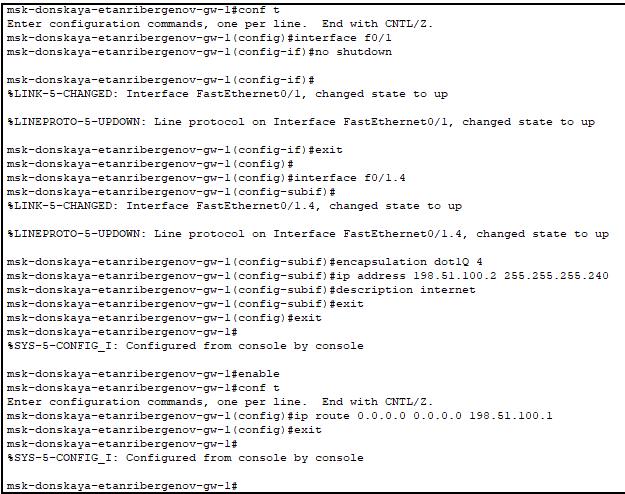 msk-donskaya-etanribergenov-gw-1#conf t
Enter configuration commands, one per line.  End with CNTL/Z.
msk-donskaya-etanribergenov-gw-1(config)#interface f0/1
msk-donskaya-etanribergenov-gw-1(config-if)#no shutdown

msk-donskaya-etanribergenov-gw-1(config-if)#
%LINK-5-CHANGED: Interface FastEthernet0/1, changed state to up

%LINEPROTO-5-UPDOWN: Line protocol on Interface FastEthernet0/1, changed state to up

msk-donskaya-etanribergenov-gw-1(config-if)#exit
msk-donskaya-etanribergenov-gw-1(config)#
msk-donskaya-etanribergenov-gw-1(config)#interface f0/1.4
msk-donskaya-etanribergenov-gw-1(config-subif)#
%LINK-5-CHANGED: Interface FastEthernet0/1.4, changed state to up

%LINEPROTO-5-UPDOWN: Line protocol on Interface FastEthernet0/1.4, changed state to up

msk-donskaya-etanribergenov-gw-1(config-subif)#encapsulation dot1Q 4
msk-donskaya-etanribergenov-gw-1(config-subif)#ip address 198.51.100.2 255.255.255.240
msk-donskaya-etanribergenov-gw-1(config-subif)#description internet
msk-donskaya-etanribergenov-gw-1(config-subif)#exit
msk-donskaya-etanribergenov-gw-1(config)#exit
msk-donskaya-etanribergenov-gw-1#
%SYS-5-CONFIG_I: Configured from console by console

msk-donskaya-etanribergenov-gw-1#enable
msk-donskaya-etanribergenov-gw-1#conf t
Enter configuration commands, one per line.  End with CNTL/Z.
msk-donskaya-etanribergenov-gw-1(config)#ip route 0.0.0.0 0.0.0.0 198.51.100.1
msk-donskaya-etanribergenov-gw-1(config)#exit
msk-donskaya-etanribergenov-gw-1#
%SYS-5-CONFIG_I: Configured from console by console

msk-donskaya-etanribergenov-gw-1#